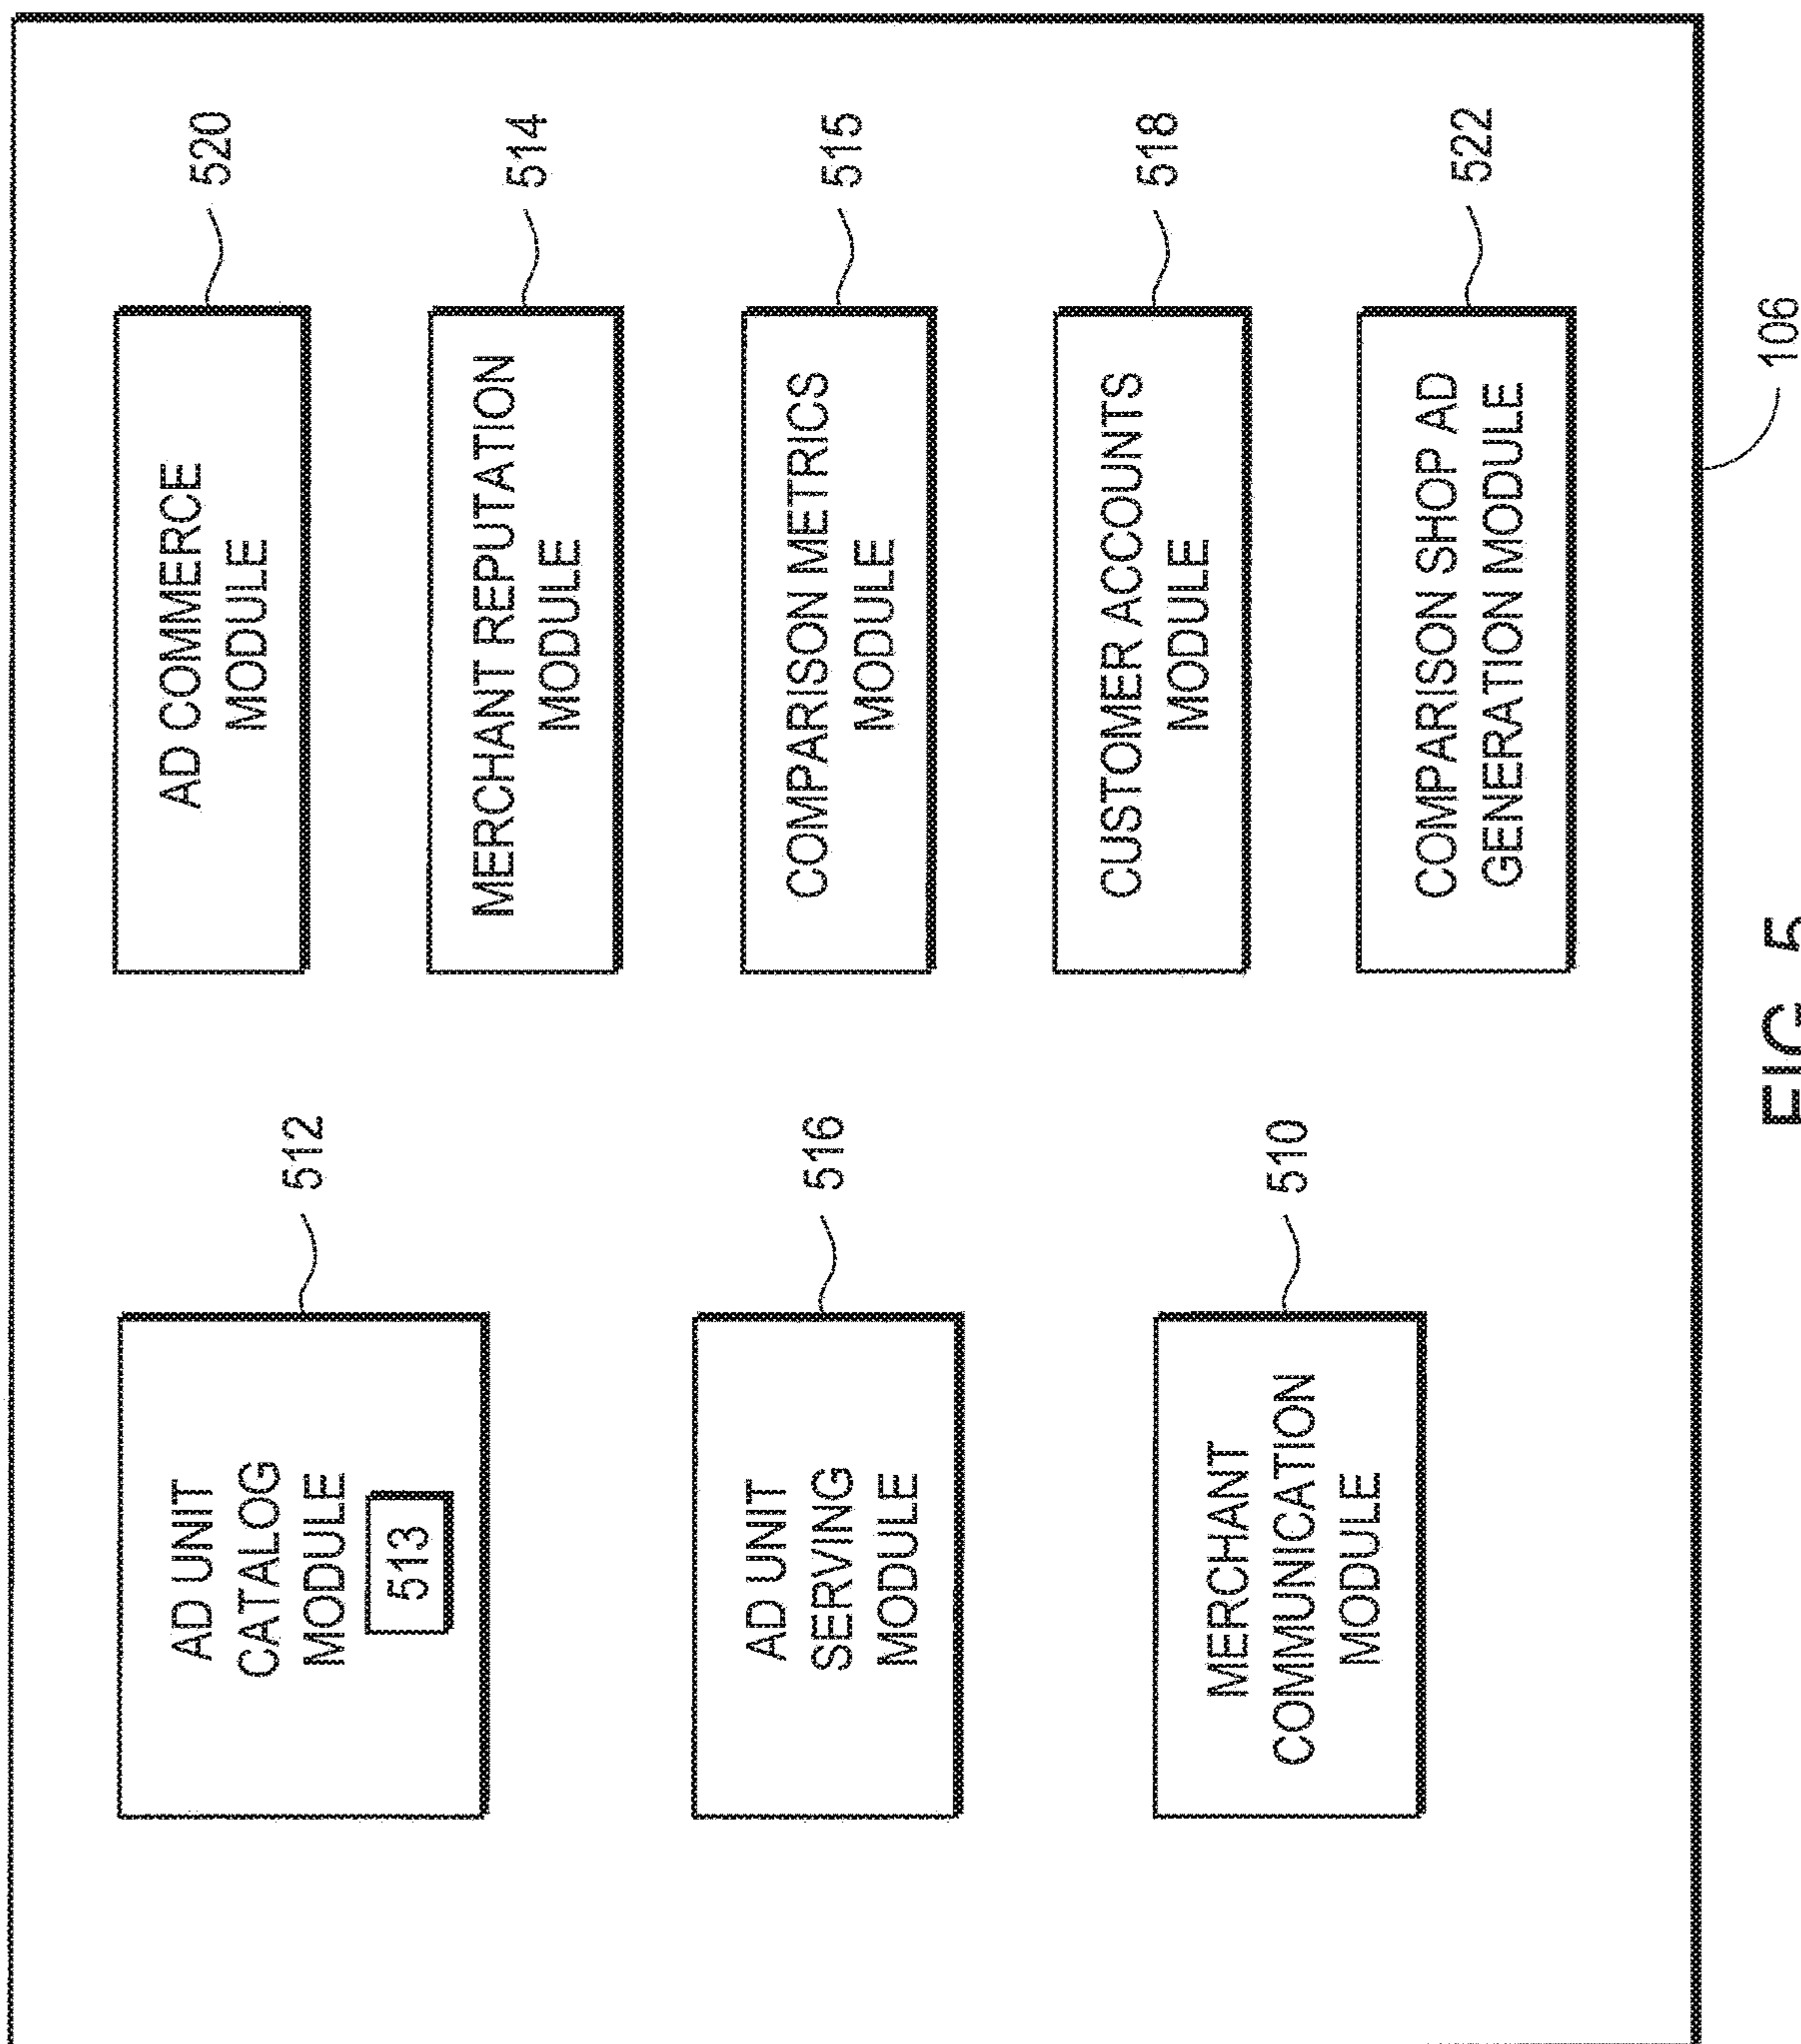 AD UNIT
CATALOG
MODULE
513
512
AD UNIT
SERVING
MODULE
516
MERCHANT
COMMUNICATION
MODULE
510
AD COMMERCE
MODULE
520
MERCHANT REPUTATION
MODULE
514
COMPARISON METRICS
MODULE
515
CUSTOMER ACCOUNTS
MODULE
518
COMPARISON SHOP AD
GENERATION MODULE
522
106
FIG. 5